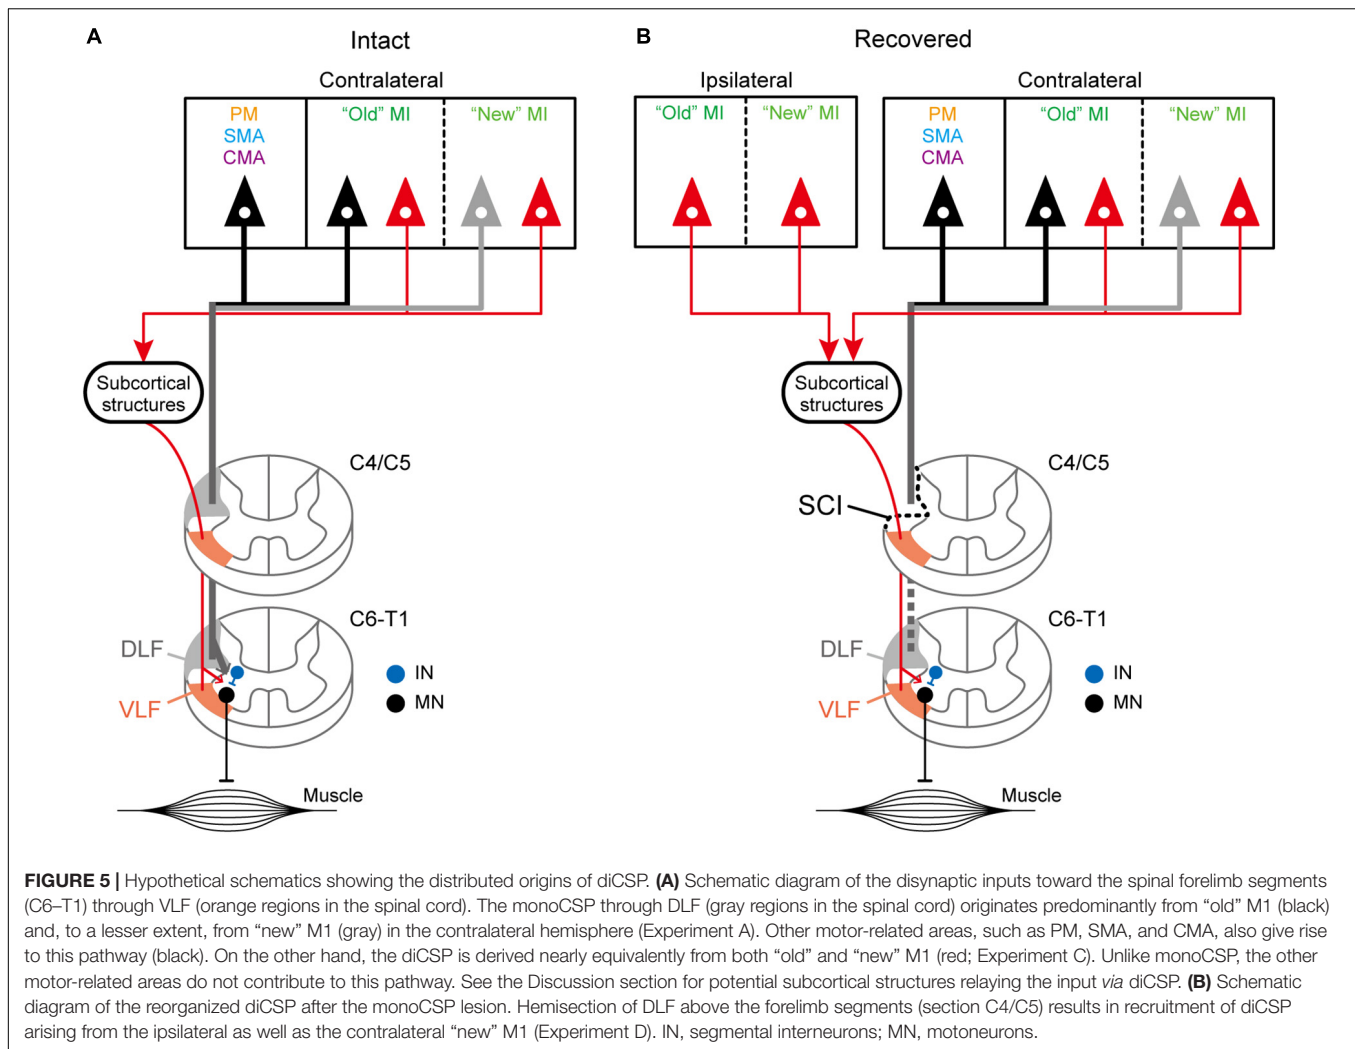 A
Intact
Contralateral
PM
SMA
CMA
“Old” MI
“New” MI
Subcortical
structures
C4/C5
C6-T1
DLF
VLF
IN
MN
Muscle
B
Recovered
Ipsilateral
“Old” MI
“New” MI
Contralateral
PM
SMA
CMA
“Old” MI
“New” MI
Subcortical
structures
C4/C5
SCI
C6-T1
DLF
VLF
IN
MN
Muscle
FIGURE 5 | Hypothetical schematics showing the distributed origins of diCSP. (A) Schematic diagram of the disynaptic inputs toward the spinal forelimb segments
(C6–T1) through VLF (orange regions in the spinal cord). The monoCSP through DLF (gray regions in the spinal cord) originates predominantly from “old” M1 (black)
and, to a lesser extent, from “new” M1 (gray) in the contralateral hemisphere (Experiment A). Other motor-related areas, such as PM, SMA, and CMA, also give rise
to this pathway (black). On the other hand, the diCSP is derived nearly equivalently from both “old” and “new” M1 (red; Experiment C). Unlike monoCSP, the other
motor-related areas do not contribute to this pathway. See the Discussion section for potential subcortical structures relaying the input via diCSP. (B) Schematic
diagram of the reorganized diCSP after the monoCSP lesion. Hemisection of DLF above the forelimb segments (section C4/C5) results in recruitment of diCSP
arising from the ipsilateral as well as the contralateral “new” M1 (Experiment D). IN, segmental interneurons; MN, motoneurons.